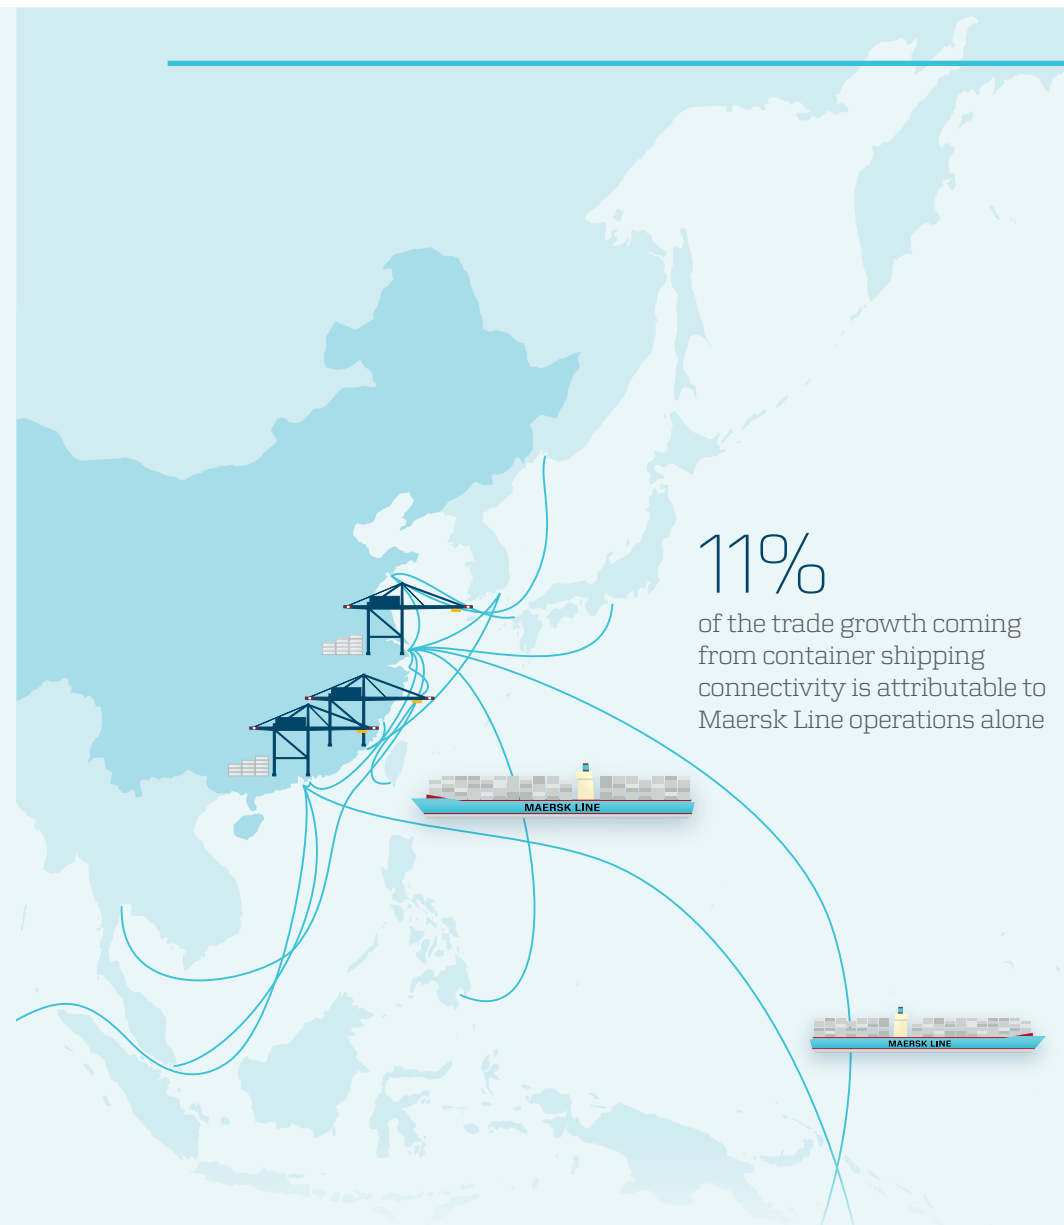 11%
of the trade growth coming
from container shipping
connectivity is attributable to
Maersk Line operations alone
MAERSK LINE
MAERSK LINE